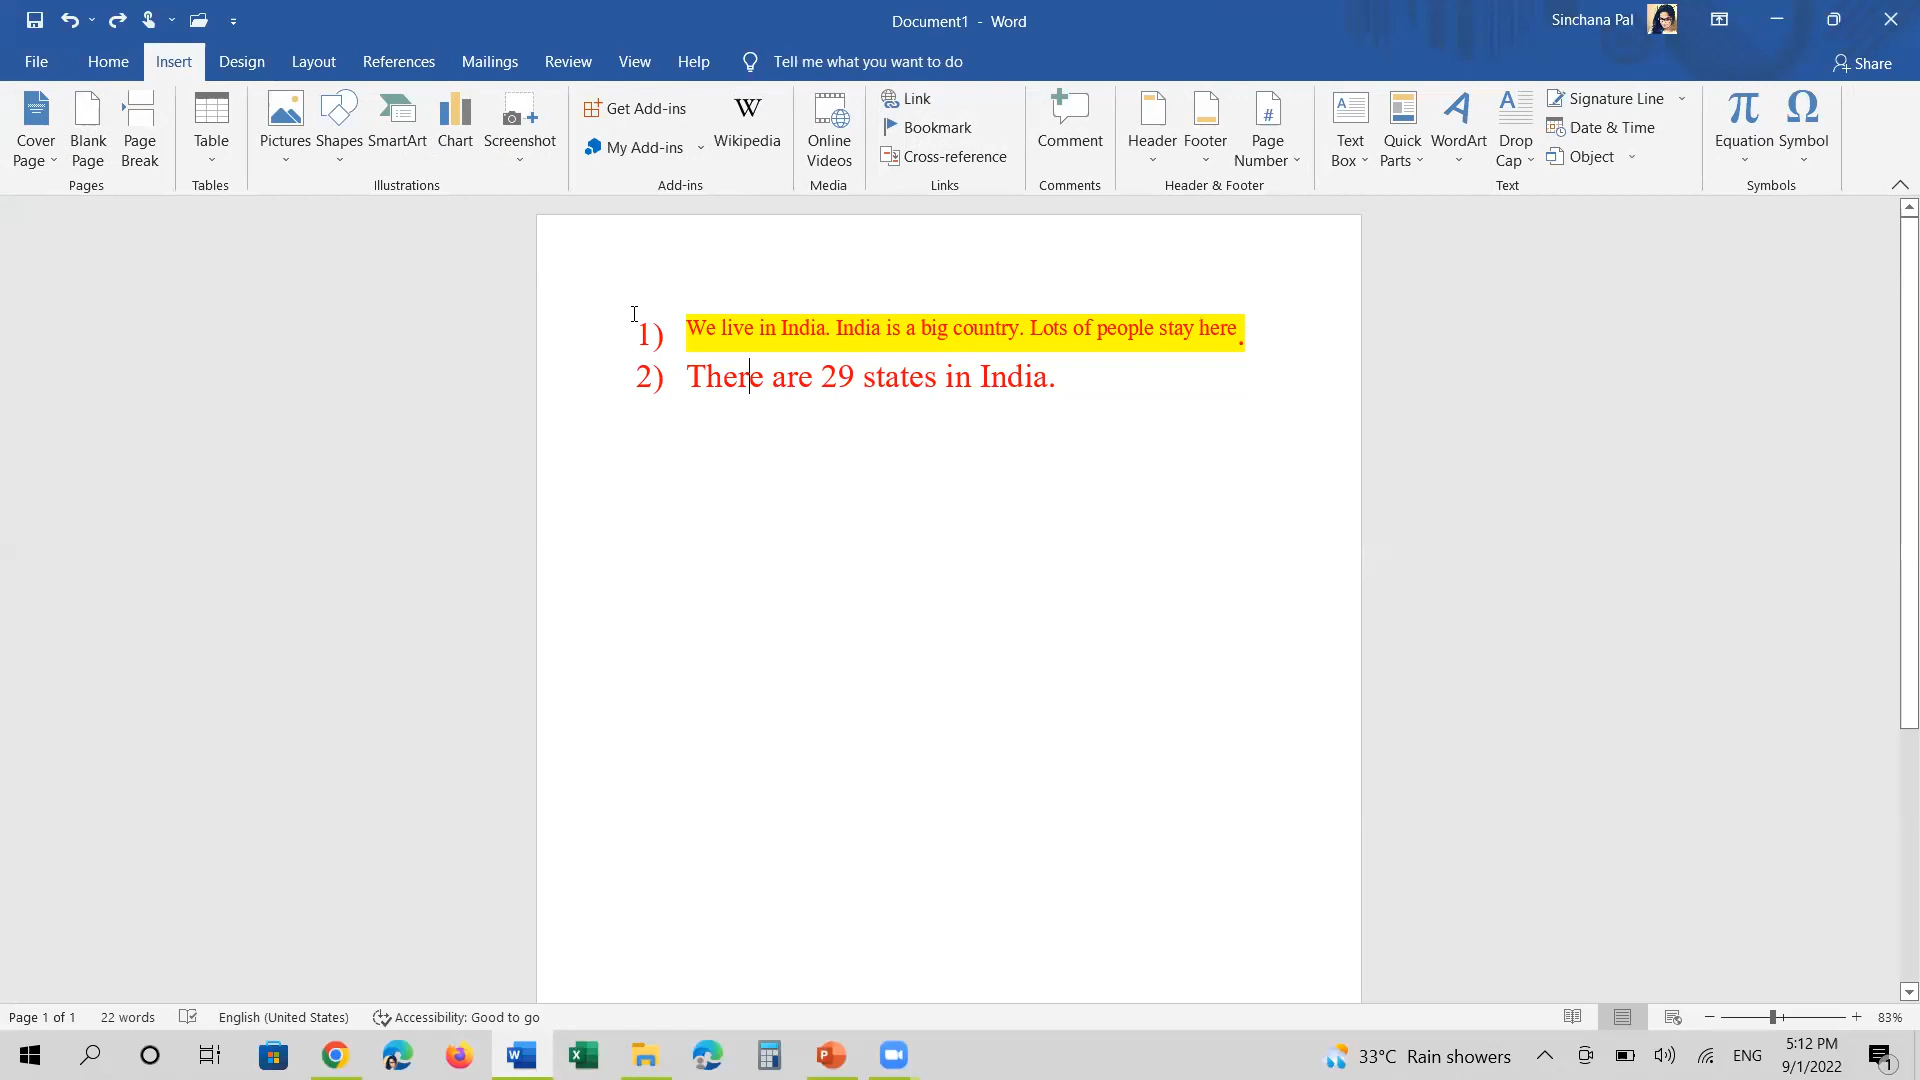 Document1 - Word
Sinchana Pal
File Home Insert Design Layout References Mailings Review View Help Tell me what you want to do Share
Cover Page
Blank Page
Page Break
Pages
Table
Tables
Pictures
Shapes
SmartArt
Chart
Screenshot
Illustrations
Get Add-ins
My Add-ins
Wikipedia
Add-ins
Online Videos
Media
Link
Bookmark
Cross-reference
Links
Comment
Comments
Header
Footer
Page Number
Header & Footer
Text Box
Quick Parts
WordArt
Drop Cap
Signature Line
Date & Time
Object
Text
Equation
Symbol
Symbols
1) We live in India. India is a big country. Lots of people stay here.
2) There are 29 states in India.
Page 1 of 1 22 words English (United States) Accessibility: Good to go 83%
33°C Rain showers ENG
5:12 PM
9/1/2022
1